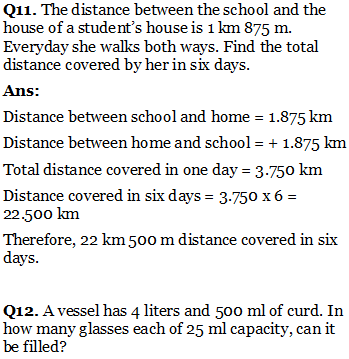 Q11. The distance between the school and the
house of a student's house is 1 km 875 m.
Everyday she walks both ways. Find the total
distance covered by her in six days.
Ans:
Distance between school and home = 1.875 km
Distance between home and school = + 1.875 km
Total distance covered in one day = 3.750 km
Distance covered in six days = 3.750 x 6 =
22.500 km
Therefore, 22 km 500 m distance covered in six
days.
Q12. A vessel has 4 liters and 500 ml of curd. In
how many glasses each of 25 ml capacity, can it
be filled?